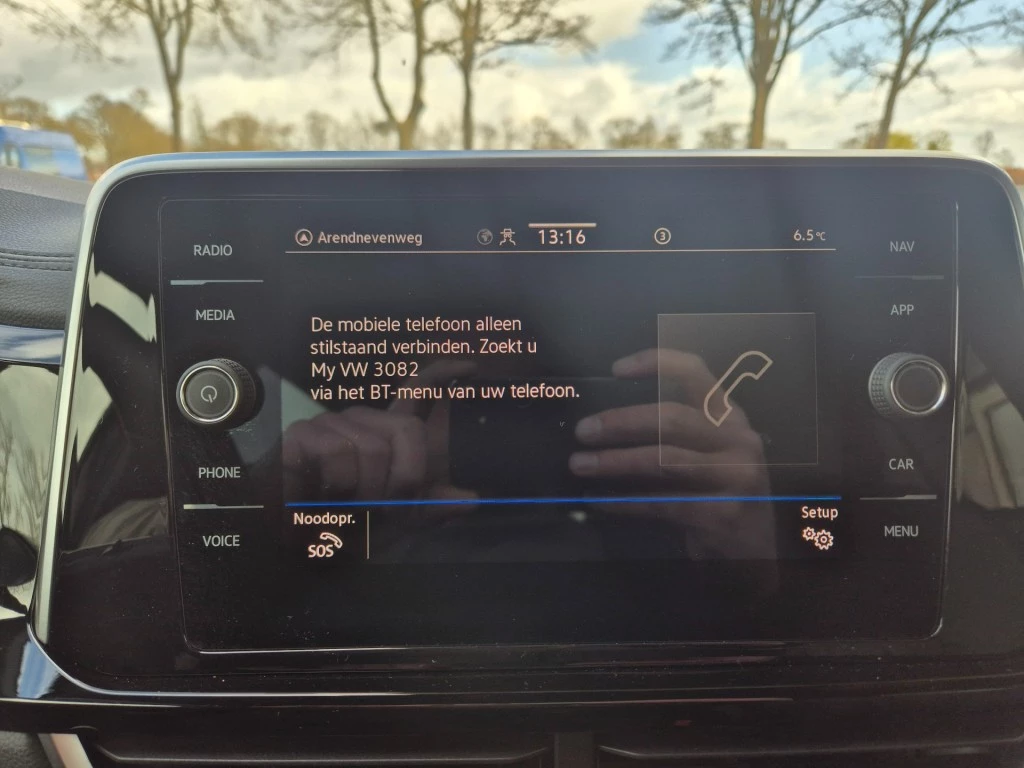 RADIO
MEDIA
PHONE
VOICE
Arendnevenweg
13:16
3
6.5°C
De mobiele telefoon alleen
stilstaand verbinden. Zoekt u
My VW 3082
via het BT-menu van uw telefoon.
Noodopr.
SOS
Setup
NAV
APP
CAR
MENU